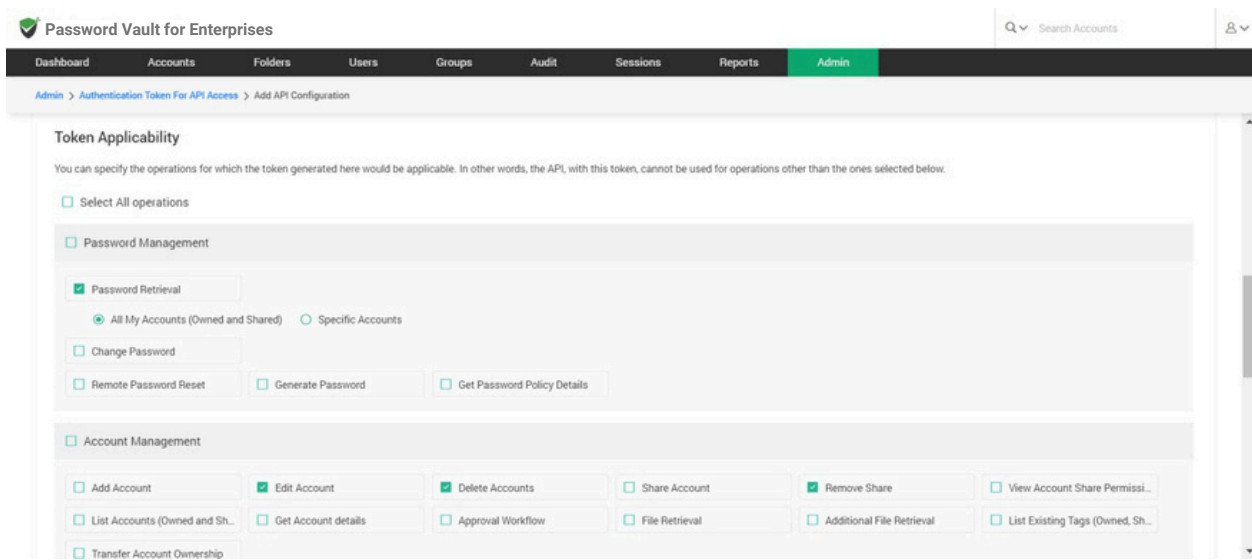 Password Vault for Enterprises
Search Accounts
Dashboard Accounts Folders Users Groups Audit Sessions Reports Admin
Admin > Authentication Token For API Access > Add API Configuration
Token Applicability
You can specify the operations for which the token generated here would be applicable. In other words, the API, with this token, cannot be used for operations other than the ones selected below.
Select All operations
Password Management
Password Retrieval
All My Accounts (Owned and Shared) Specific Accounts
Change Password
Remote Password Reset Generate Password Get Password Policy Details
Account Management
Add Account Edit Account Delete Accounts Share Account Remove Share View Account Share Permissi...
List Accounts (Owned and Sh... Get Account details Approval Workflow File Retrieval Additional File Retrieval List Existing Tags (Owned, Sh...
Transfer Account Ownership